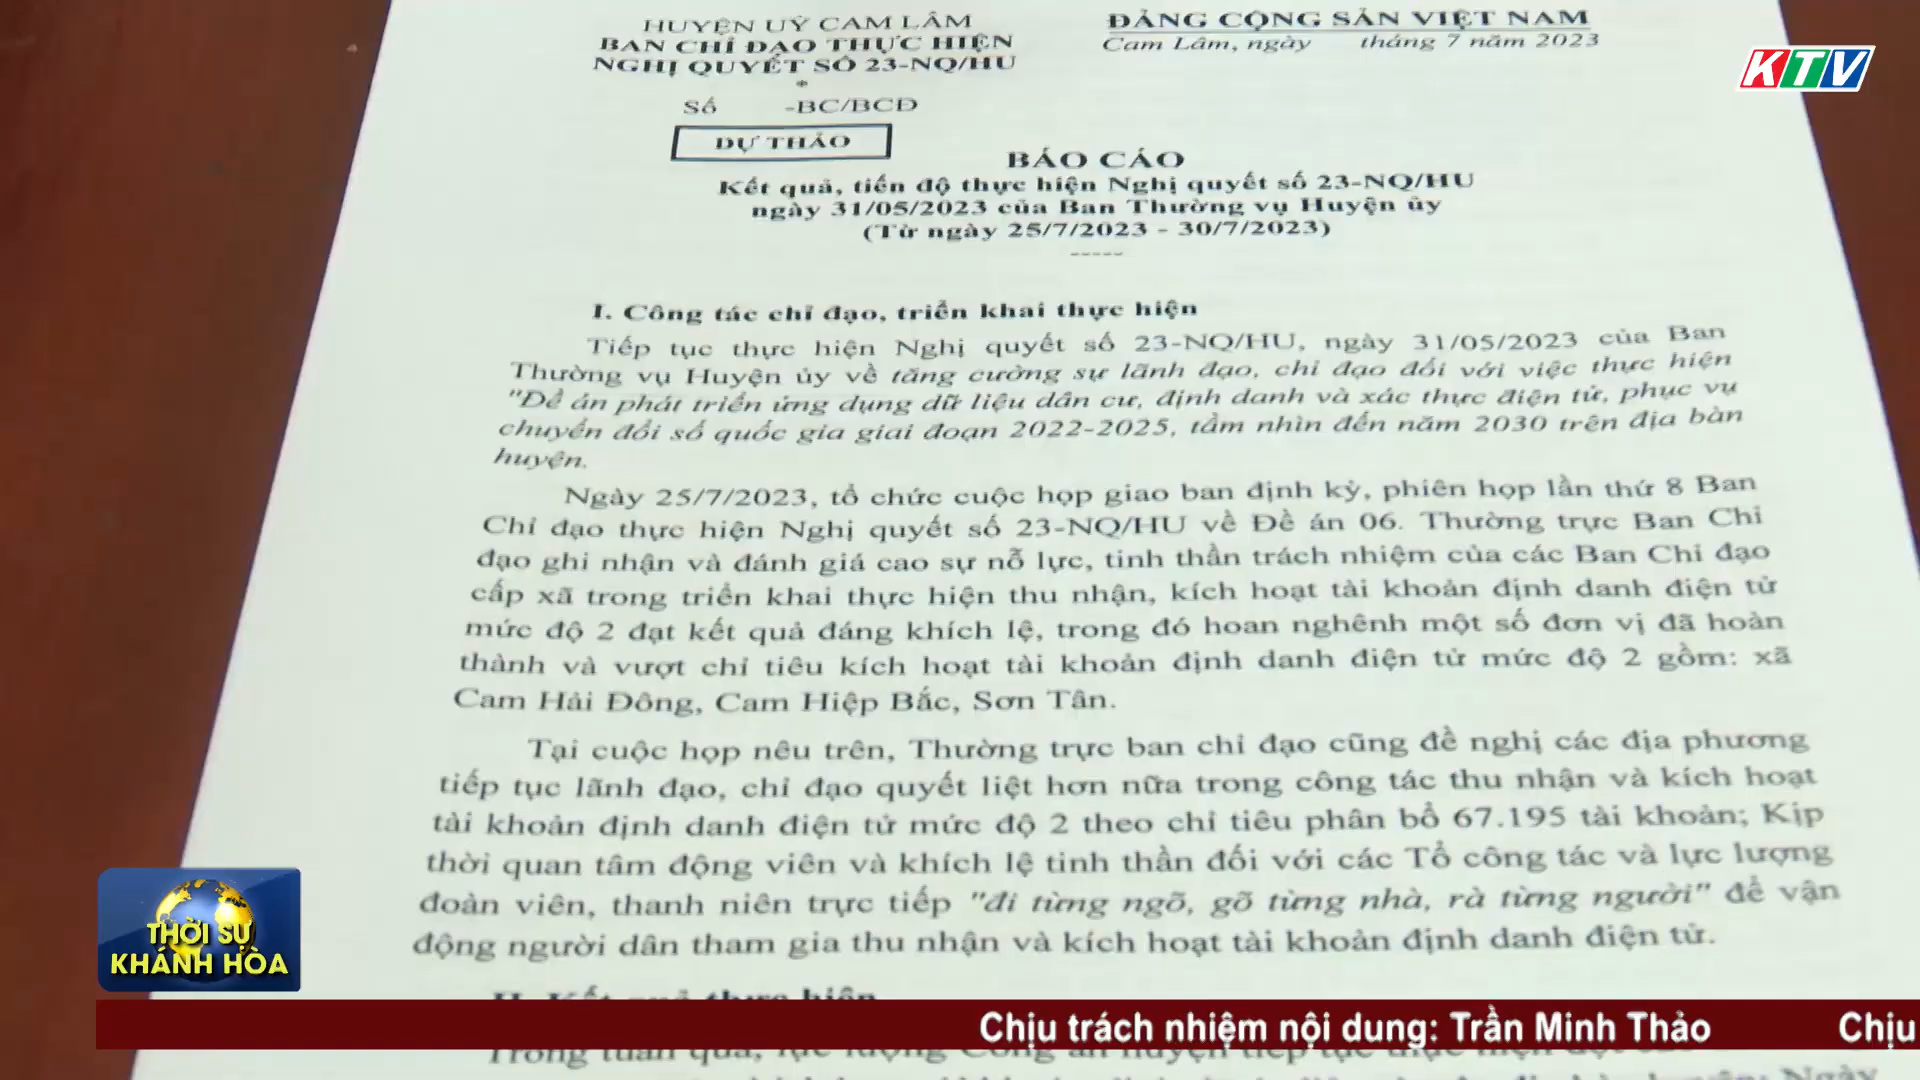 HUYỆN UỶ CAM LÂM
BAN CHỈ ĐẠO THỰC HIỆN
NGHỊ QUYẾT SỐ 23-NQ/HU
*
Số -BC/BCĐ
DỰ THẢO
ĐẢNG CỘNG SẢN VIỆT NAM
Cam Lâm, ngày tháng 7 năm 2023
KTV
BÁO CÁO
Kết quả, tiến độ thực hiện Nghị quyết số 23-NQ/HU
ngày 31/05/2023 của Ban Thường vụ Huyện ủy
(Từ ngày 25/7/2023 - 30/7/2023)
-----
I. Công tác chỉ đạo, triển khai thực hiện
Tiếp tục thực hiện Nghị quyết số 23-NQ/HU, ngày 31/05/2023 của Ban
Thường vụ Huyện ủy về tăng cường sự lãnh đạo, chỉ đạo đối với việc thực hiện
"Đề án phát triển ứng dụng dữ liệu dân cư, định danh và xác thực điện tử, phục vụ
chuyển đổi số quốc gia giai đoạn 2022-2025, tầm nhìn đến năm 2030 trên địa bàn
huyện.
Ngày 25/7/2023, tổ chức cuộc họp giao ban định kỳ, phiên họp lần thứ 8 Ban
Chỉ đạo thực hiện Nghị quyết số 23-NQ/HU về Đề án 06. Thường trực Ban Chỉ
đạo ghi nhận và đánh giá cao sự nỗ lực, tinh thần trách nhiệm của các Ban Chỉ đạo
cấp xã trong triển khai thực hiện thu nhận, kích hoạt tài khoản định danh điện tử
mức độ 2 đạt kết quả đáng khích lệ, trong đó hoan nghênh một số đơn vị đã hoàn
thành và vượt chỉ tiêu kích hoạt tài khoản định danh điện tử mức độ 2 gồm: xã
Cam Hải Đông, Cam Hiệp Bắc, Sơn Tân.
Tại cuộc họp nêu trên, Thường trực ban chỉ đạo cũng đề nghị các địa phương
tiếp tục lãnh đạo, chỉ đạo quyết liệt hơn nữa trong công tác thu nhận và kích hoạt
tài khoản định danh điện tử mức độ 2 theo chỉ tiêu phân bổ 67.195 tài khoản; Kịp
thời quan tâm động viên và khích lệ tinh thần đối với các Tổ công tác và lực lượng
đoàn viên, thanh niên trực tiếp "đi từng ngõ, gõ từng nhà, rà từng người" để vận
động người dân tham gia thu nhận và kích hoạt tài khoản định danh điện tử.
II. Kết quả thực hiện
THỜI SỰ
KHÁNH HÒA
Chịu trách nhiệm nội dung: Trần Minh Thảo Chịu